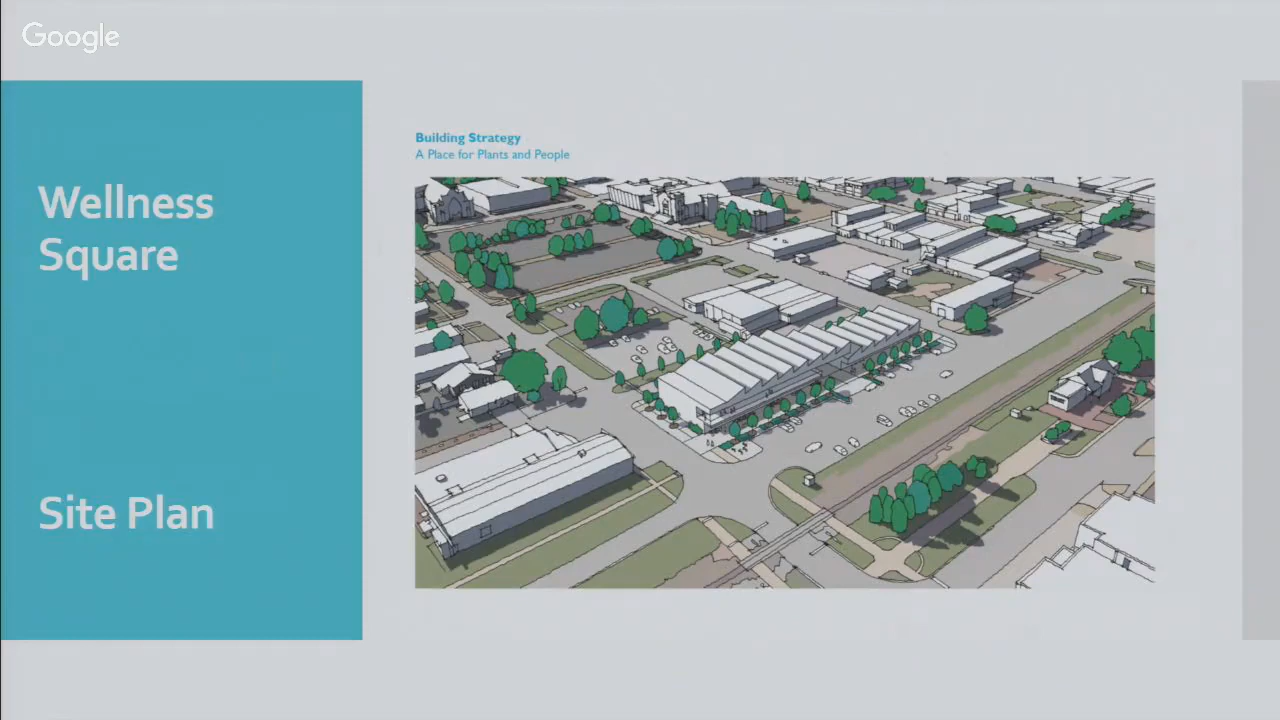 Google
Wellness
Square
Site Plan
Building Strategy
A Place for Plants and People